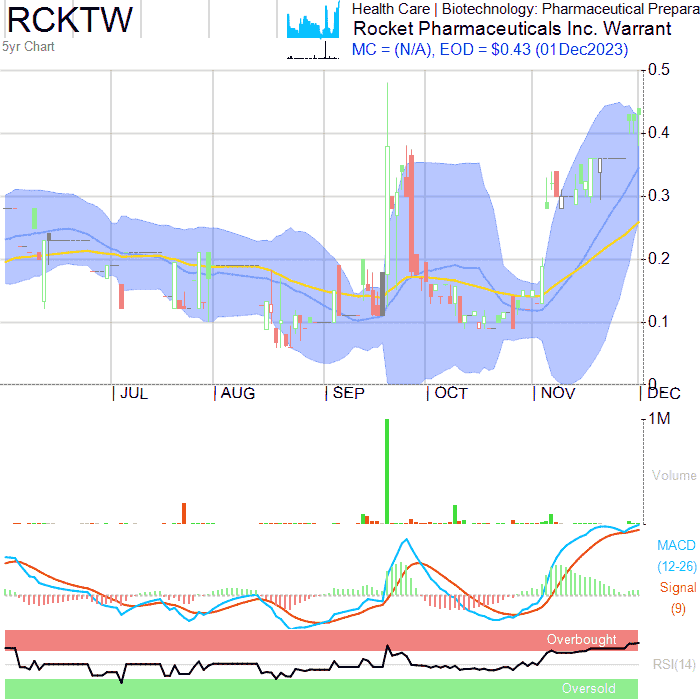 RCKTW
5yr Chart
Health Care | Biotechnology: Pharmaceutical Prepara
Rocket Pharmaceuticals Inc. Warrant
MC = (N/A), EOD = $0.43 (01Dec2023)
0.5
0.4
0.3
0.2
0.1
0
JUL AUG SEP OCT NOV DEC
1M
Volume
MACD
(12-26)
Signal
(9)
Overbought
RSI(14)
Oversold